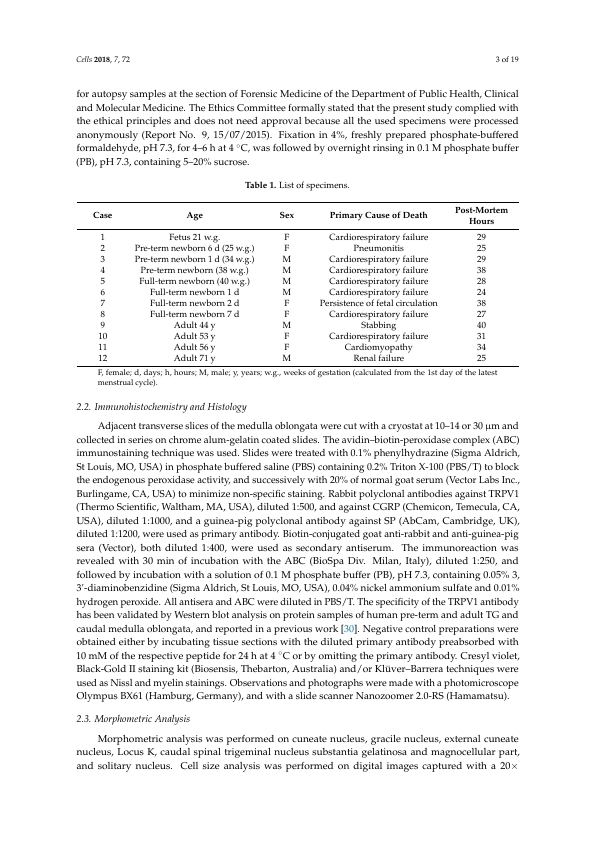 Cells 2018, 7, 72
3 of 19
for autopsy samples at the section of Forensic Medicine of the Department of Public Health, Clinical
and Molecular Medicine. The Ethics Committee formally stated that the present study complied with
the ethical principles and does not need approval because all the used specimens were processed
anonymously (Report No. 9, 15/07/2015). Fixation in 4%, freshly prepared phosphate-buffered
formaldehyde, pH 7.3, for 4–6 h at 4 °C, was followed by overnight rinsing in 0.1 M phosphate buffer
(PB), pH 7.3, containing 5–20% sucrose.
Table 1. List of specimens.
Case Age Sex Primary Cause of Death Post-Mortem Hours
1 Fetus 21 w.g. F Cardiorespiratory failure 29
2 Pre-term newborn 6 d (25 w.g.) F Pneumonitis 25
3 Pre-term newborn 1 d (34 w.g.) M Cardiorespiratory failure 29
4 Pre-term newborn (38 w.g.) M Cardiorespiratory failure 38
5 Full-term newborn (40 w.g.) M Cardiorespiratory failure 28
6 Full-term newborn 1 d M Cardiorespiratory failure 24
7 Full-term newborn 2 d F Persistence of fetal circulation 38
8 Full-term newborn 7 d F Cardiorespiratory failure 27
9 Adult 44 y M Stabbing 40
10 Adult 53 y F Cardiorespiratory failure 31
11 Adult 56 y F Cardiomyopathy 34
12 Adult 71 y M Renal failure 25
F, female; d, days; h, hours; M, male; y, years; w.g., weeks of gestation (calculated from the 1st day of the latest
menstrual cycle).
2.2. Immunohistochemistry and Histology
Adjacent transverse slices of the medulla oblongata were cut with a cryostat at 10–14 or 30 µm and
collected in series on chrome alum-gelatin coated slides. The avidin–biotin-peroxidase complex (ABC)
immunostaining technique was used. Slides were treated with 0.1% phenylhydrazine (Sigma Aldrich,
St Louis, MO, USA) in phosphate buffered saline (PBS) containing 0.2% Triton X-100 (PBS/T) to block
the endogenous peroxidase activity, and successively with 20% of normal goat serum (Vector Labs Inc.,
Burlingame, CA, USA) to minimize non-specific staining. Rabbit polyclonal antibodies against TRPV1
(Thermo Scientific, Waltham, MA, USA), diluted 1:500, and against CGRP (Chemicon, Temecula, CA,
USA), diluted 1:1000, and a guinea-pig polyclonal antibody against SP (AbCam, Cambridge, UK),
diluted 1:1200, were used as primary antibody. Biotin-conjugated goat anti-rabbit and anti-guinea-pig
sera (Vector), both diluted 1:400, were used as secondary antiserum. The immunoreaction was
revealed with 30 min of incubation with the ABC (BioSpa Div. Milan, Italy), diluted 1:250, and
followed by incubation with a solution of 0.1 M phosphate buffer (PB), pH 7.3, containing 0.05% 3,
3′-diaminobenzidine (Sigma Aldrich, St Louis, MO, USA), 0.04% nickel ammonium sulfate and 0.01%
hydrogen peroxide. All antisera and ABC were diluted in PBS/T. The specificity of the TRPV1 antibody
has been validated by Western blot analysis on protein samples of human pre-term and adult TG and
caudal medulla oblongata, and reported in a previous work [30]. Negative control preparations were
obtained either by incubating tissue sections with the diluted primary antibody preabsorbed with
10 mM of the respective peptide for 24 h at 4 °C or by omitting the primary antibody. Cresyl violet,
Black-Gold II staining kit (Biosensis, Thebarton, Australia) and/or Klüver–Barrera techniques were
used as Nissl and myelin stainings. Observations and photographs were made with a photomicroscope
Olympus BX61 (Hamburg, Germany), and with a slide scanner Nanozoomer 2.0-RS (Hamamatsu).
2.3. Morphometric Analysis
Morphometric analysis was performed on cuneate nucleus, gracile nucleus, external cuneate
nucleus, Locus K, caudal spinal trigeminal nucleus substantia gelatinosa and magnocellular part,
and solitary nucleus. Cell size analysis was performed on digital images captured with a 20×